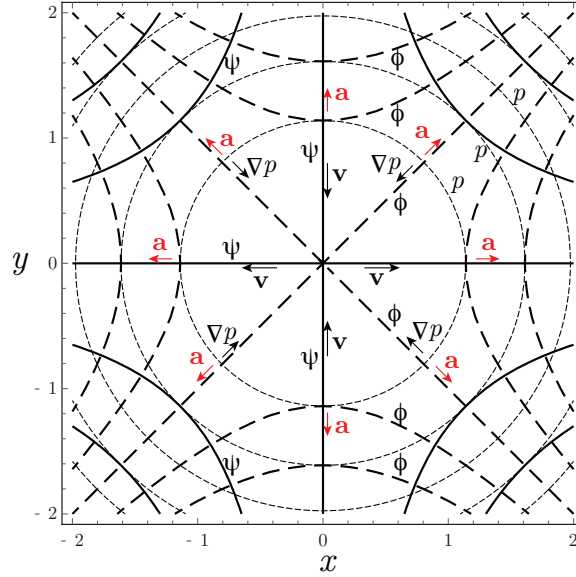 2
ψ ϕ
a p
1 ϕ a
a ψ p
∇p v ∇p p
ϕ
a ψ a
y 0
v v
ϕ
∇p v ∇p
a ψ a
- 1
a ϕ
ψ ϕ
- 2
- 2 - 1 0 1 2
x